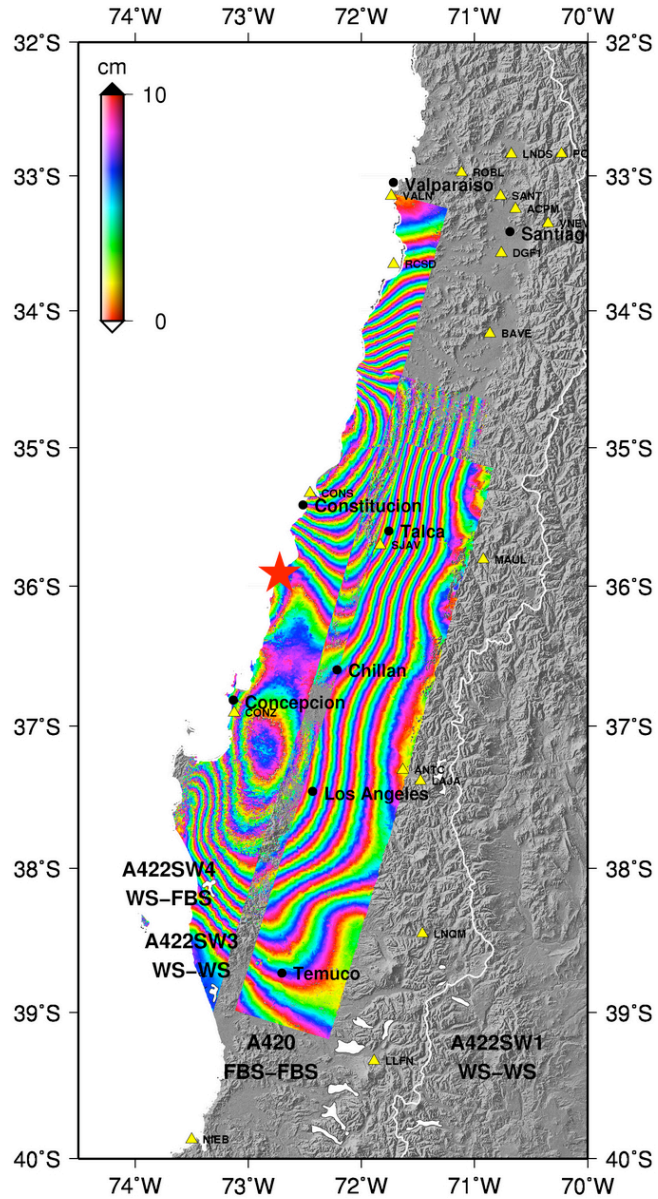 74°W 73°W 72°W 71°W 70°W
32°S 32°S
cm
10
0
33°S 33°S
LNDS
ROBL
Valparaiso
VALN
SANT
ACPM
Santiag
RCSD
DGF1
34°S 34°S
BAVE
35°S 35°S
CONS
Constitucion
Talca
SJAV
MAUL
36°S 36°S
Chillan
Concepcion
CONZ
37°S 37°S
ANTC
LAJA
Los Angeles
38°S 38°S
A422SW4
WS-FBS
LNQM
A422SW3
WS-WS
Temuco
39°S 39°S
A420
FBS-FBS
A422SW1
WS-WS
LLFN
NIEB
40°S 40°S
74°W 73°W 72°W 71°W 70°W